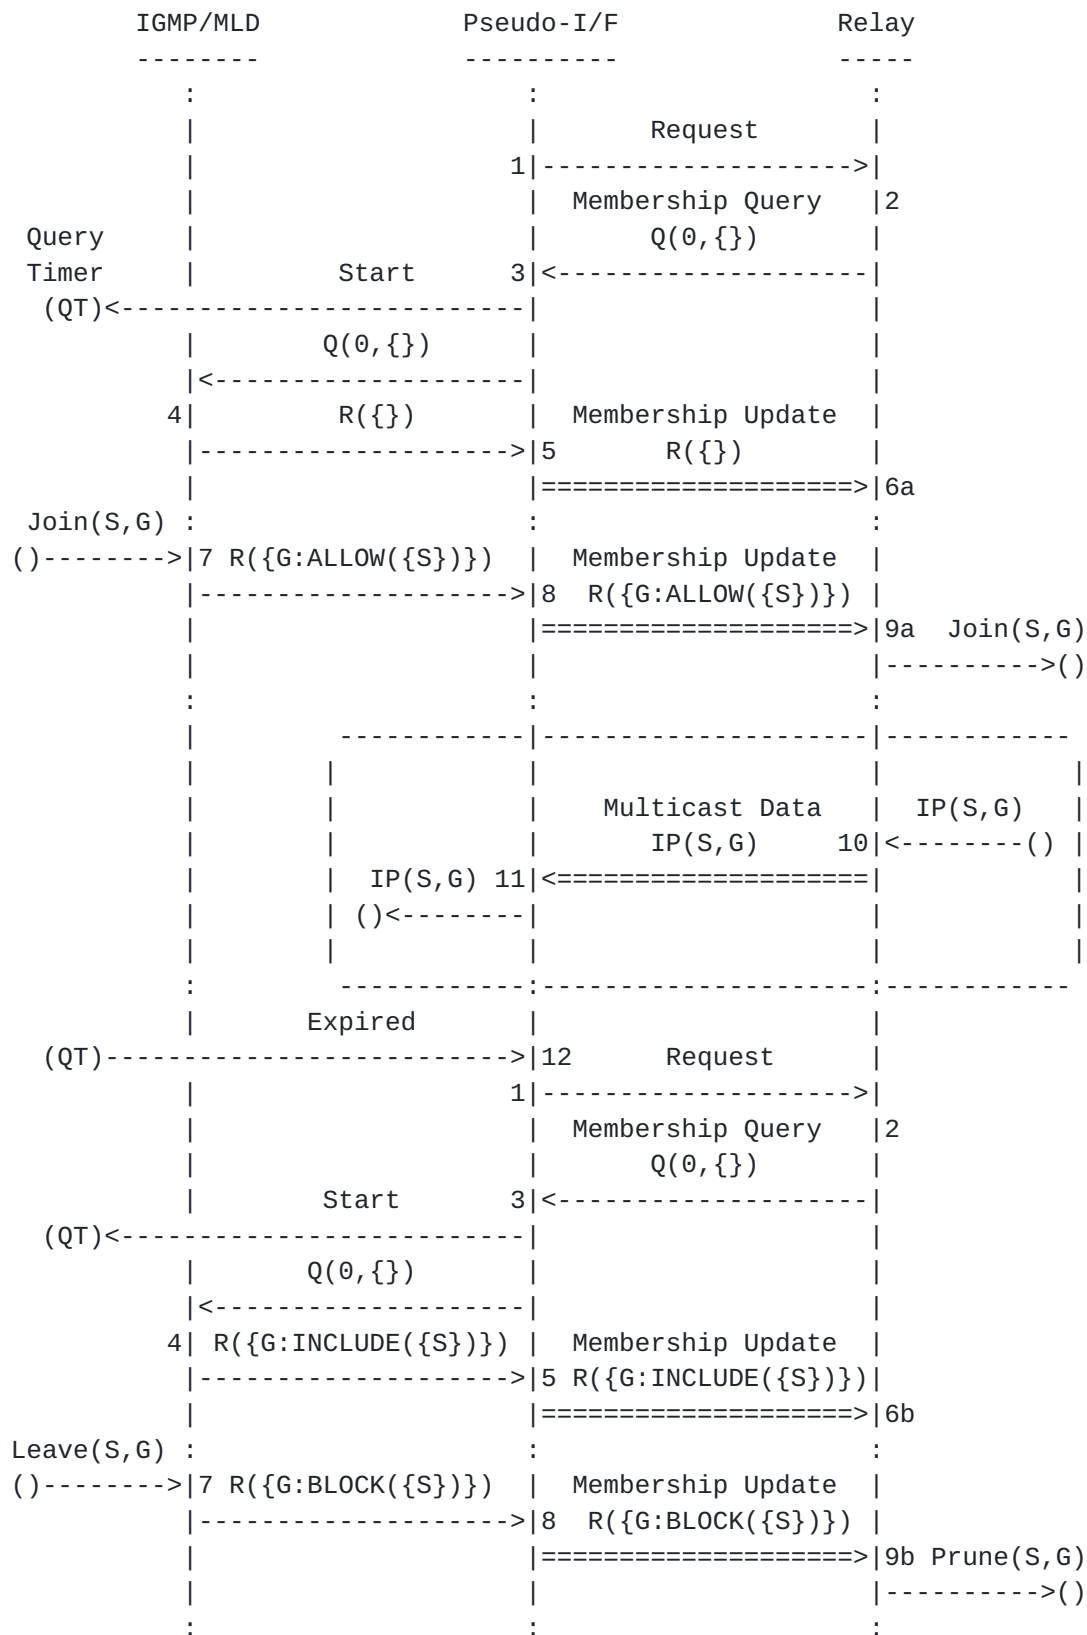 IGMP/MLD             Pseudo-I/F              Relay
        --------             ----------              -----
           :                     :                     :
           |                     |       Request       |
           |                    1|-------------------->|
           |                     |  Membership Query   |2
 Query     |                     |       Q(0,{})       |
 Timer     |         Start      3|<--------------------|
  (QT)<--------------------------|                     |
           |        Q(0,{})      |                     |
           |<--------------------|                     |
          4|         R({})       |  Membership Update  |
           |-------------------->|5       R({})        |
           |                     |====================>|6a
 Join(S,G) :                     :                     :
()-------->|7 R({G:ALLOW({S})})  |  Membership Update  |
           |-------------------->|8  R({G:ALLOW({S})}) |
           |                     |====================>|9a  Join(S,G)
           |                     |                     |---------->()
           :                     :                     :
           |         ------------|---------------------|------------
           |        |            |                     |            |
           |        |            |    Multicast Data   |  IP(S,G)   |
           |        |            |       IP(S,G)     10|<--------() |
           |        |  IP(S,G) 11|<====================|            |
           |        | ()<--------|                     |            |
           |        |            |                     |            |
           :         ------------:---------------------:------------
           |       Expired       |                     |
  (QT)-------------------------->|12      Request      |
           |                    1|-------------------->|
           |                     |  Membership Query   |2
           |                     |       Q(0,{})       |
           |        Start       3|<--------------------|
  (QT)<--------------------------|                     |
           |       Q(0,{})       |                     |
           |<--------------------|                     |
          4| R({G:INCLUDE({S})}) |  Membership Update  |
           |-------------------->|5 R({G:INCLUDE({S})})|
           |                     |====================>|6b
Leave(S,G) :                     :                     :
()-------->|7 R({G:BLOCK({S})})  |  Membership Update  |
           |-------------------->|8  R({G:BLOCK({S})}) |
           |                     |====================>|9b Prune(S,G)
           |                     |                     |---------->()
           :                     :                     :